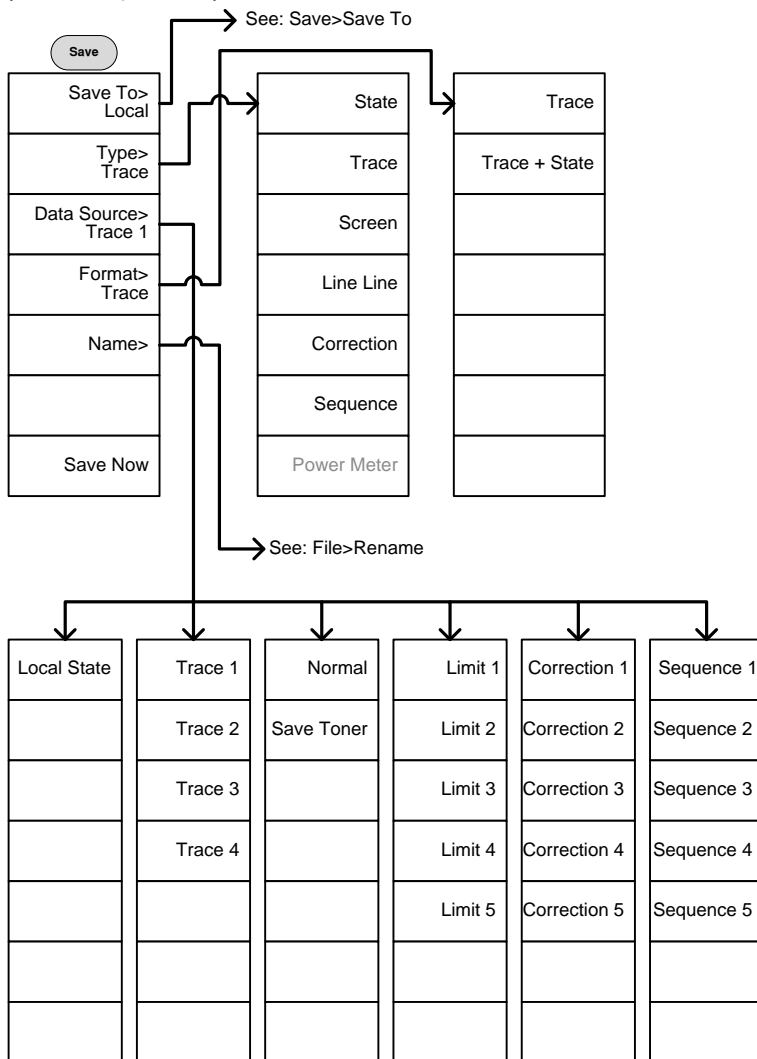 See: Save>Save To
Save
Save To>
Local
Type>
Trace
Data Source>
Trace 1
Format>
Trace
Name>
Save Now
State
Trace
Screen
Line Line
Correction
Sequence
Power Meter
Trace
Trace + State
See: File>Rename
Local State
Trace 1
Trace 2
Trace 3
Trace 4
Normal
Save Toner
Limit 1
Limit 2
Limit 3
Limit 4
Limit 5
Correction 1
Correction 2
Correction 3
Correction 4
Correction 5
Sequence 1
Sequence 2
Sequence 3
Sequence 4
Sequence 5